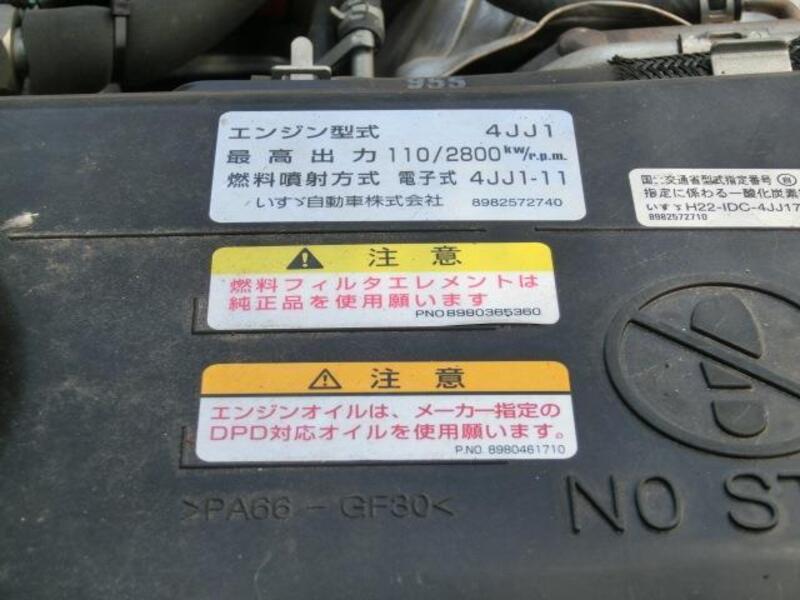 955
エンジン型式 4JJ1
最高出力 110/2800 kw/r.p.m.
燃料噴射方式 電子式 4JJ1-11
いすゞ自動車株式会社 8982572740
国土交通省型式指定番号
指定に係わる一酸化炭素
いすゞH22-IDC-4JJ17
8982572710
注意
燃料フィルタエレメントは
純正品を使用願います
PNO8980365360
注意
エンジンオイルは、メーカー指定の
DPD対応オイルを使用願います。
P.NO. 8980461710
>PA66-GF30<
NO ST